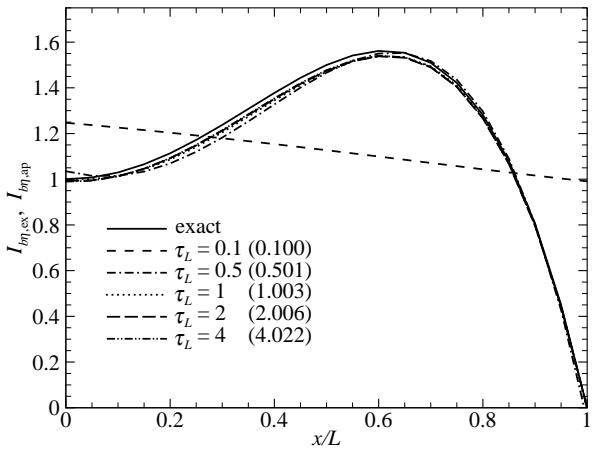 1.6
1.4
1.2
1
0.8
0.6
0.4
0.2
0
I_{bη,ex}, I_{bη,ap}
exact
τ_L = 0.1 (0.100)
τ_L = 0.5 (0.501)
τ_L = 1 (1.003)
τ_L = 2 (2.006)
τ_L = 4 (4.022)
0 0.2 0.4 0.6 0.8 1
x/L